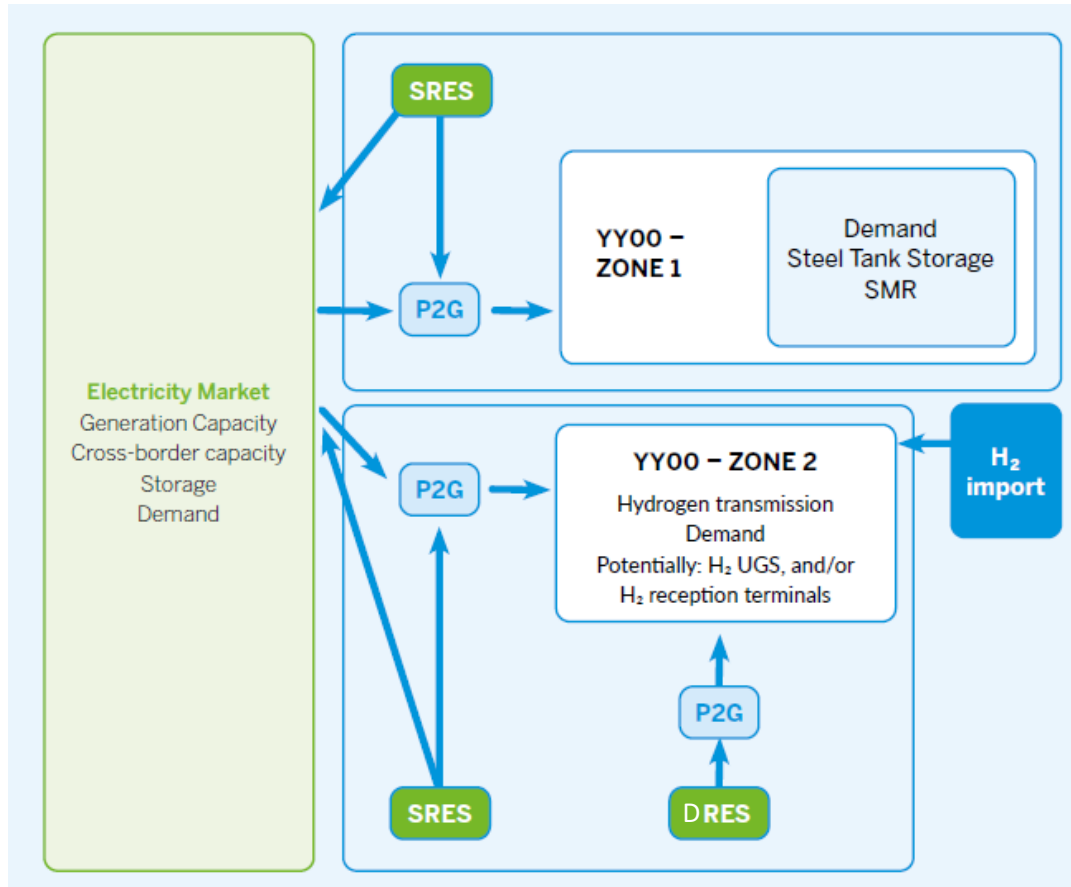 SRES
YY00 –
ZONE 1
Demand
Steel Tank Storage
SMR
P2G
Electricity Market
Generation Capacity
Cross-border capacity
Storage
Demand
P2G
YY00 – ZONE 2
Hydrogen transmission
Demand
Potentially: H₂ UGS, and/or
H₂ reception terminals
H₂
import
P2G
SRES
DRES